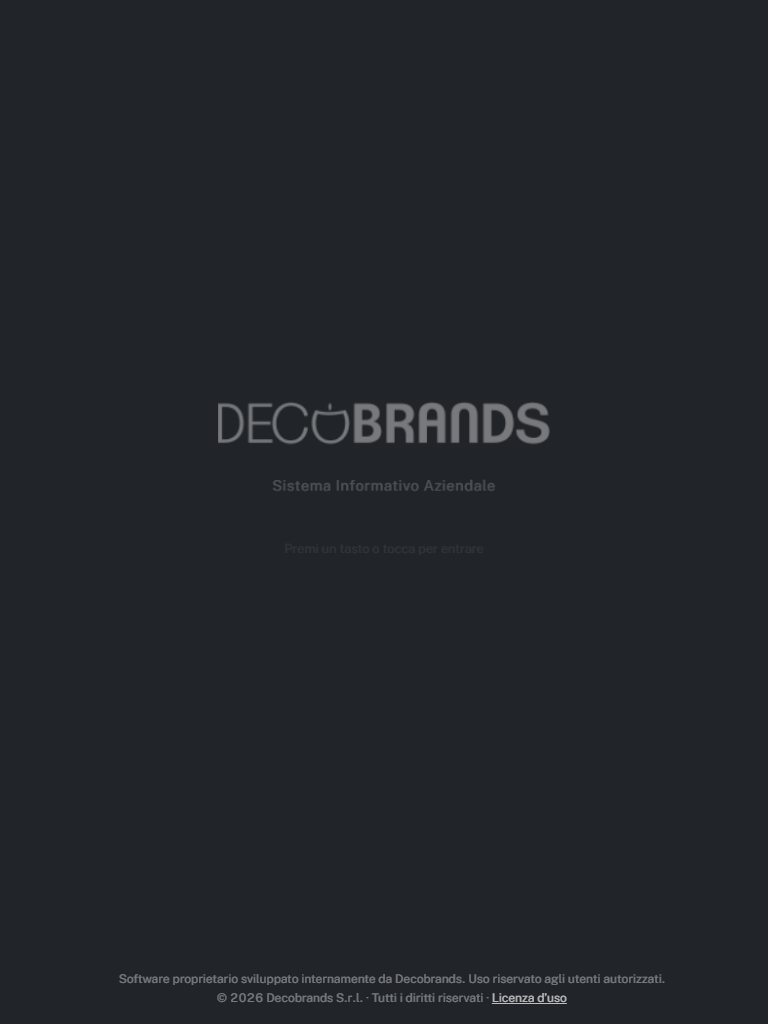 DECOBRANDS
Sistema Informativo Aziendale
Premi un tasto o tocca per entrare
Software proprietario sviluppato internamente da Decobrands. Uso riservato agli utenti autorizzati.
© 2026 Decobrands S.r.l. · Tutti i diritti riservati · Licenza d'uso